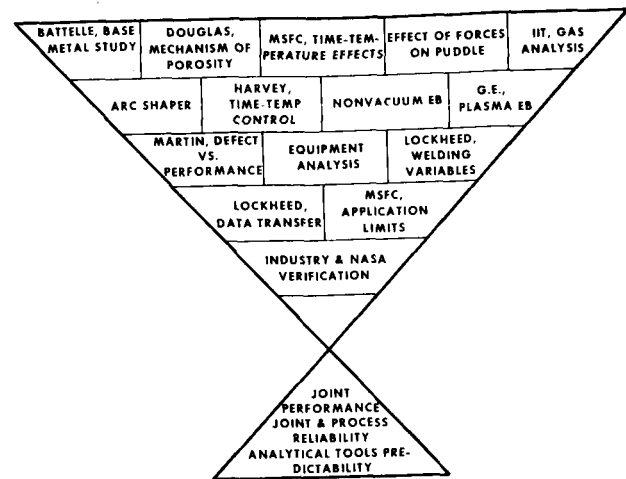 BATTELLE, BASE
METAL STUDY
DOUGLAS,
MECHANISM OF
POROSITY
MSFC, TIME-TEM-
PERATURE EFFECTS
EFFECT OF FORCES
ON PUDDLE
IIT, GAS
ANALYSIS
ARC SHAPER
HARVEY,
TIME-TEMP
CONTROL
NONVACUUM EB
G.E.,
PLASMA EB
MARTIN, DEFECT
VS.
PERFORMANCE
EQUIPMENT
ANALYSIS
LOCKHEED,
WELDING
VARIABLES
LOCKHEED,
DATA TRANSFER
MSFC,
APPLICATION
LIMITS
INDUSTRY & NASA
VERIFICATION
JOINT
PERFORMANCE
JOINT & PROCESS
RELIABILITY
ANALYTICAL TOOLS PRE-
DICTABILITY